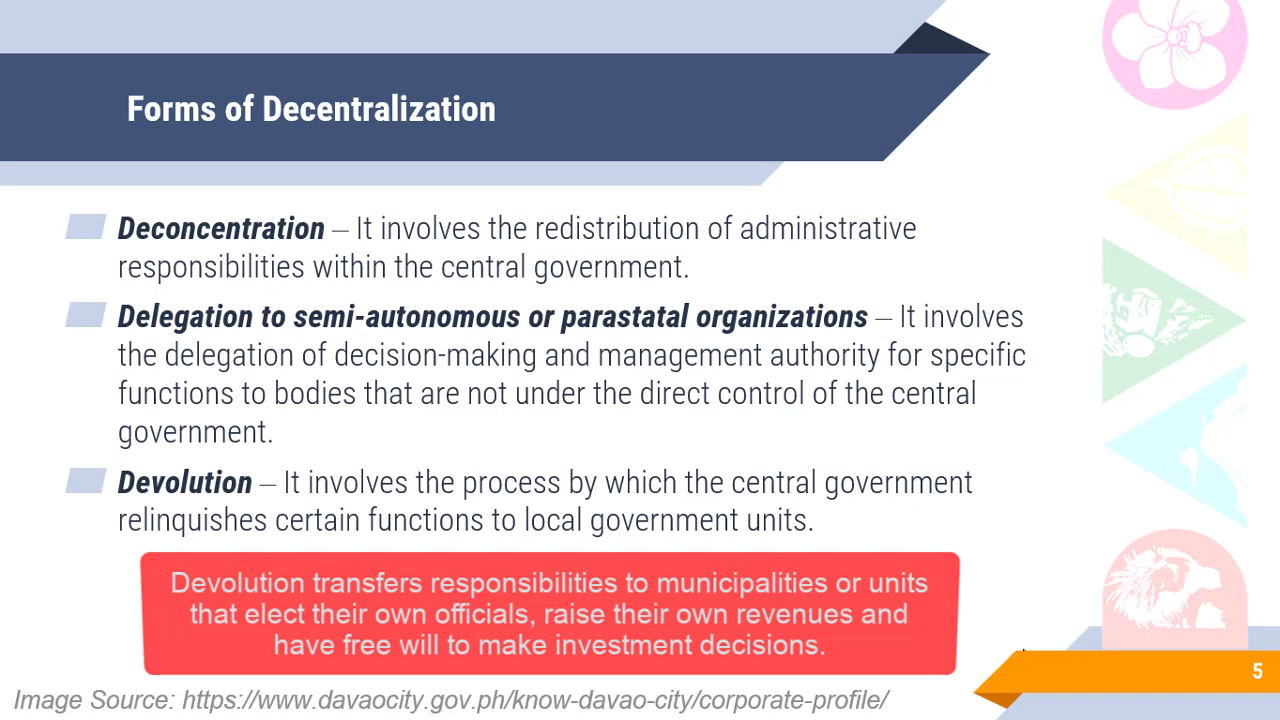 Forms of Decentralization
Deconcentration – It involves the redistribution of administrative
responsibilities within the central government.
Delegation to semi-autonomous or parastatal organizations – It involves
the delegation of decision-making and management authority for specific
functions to bodies that are not under the direct control of the central
government.
Devolution – It involves the process by which the central government
relinquishes certain functions to local government units.
Devolution transfers responsibilities to municipalities or units
that elect their own officials, raise their own revenues and
have free will to make investment decisions.
5
Image Source: https://www.davaocity.gov.ph/know-davao-city/corporate-profile/